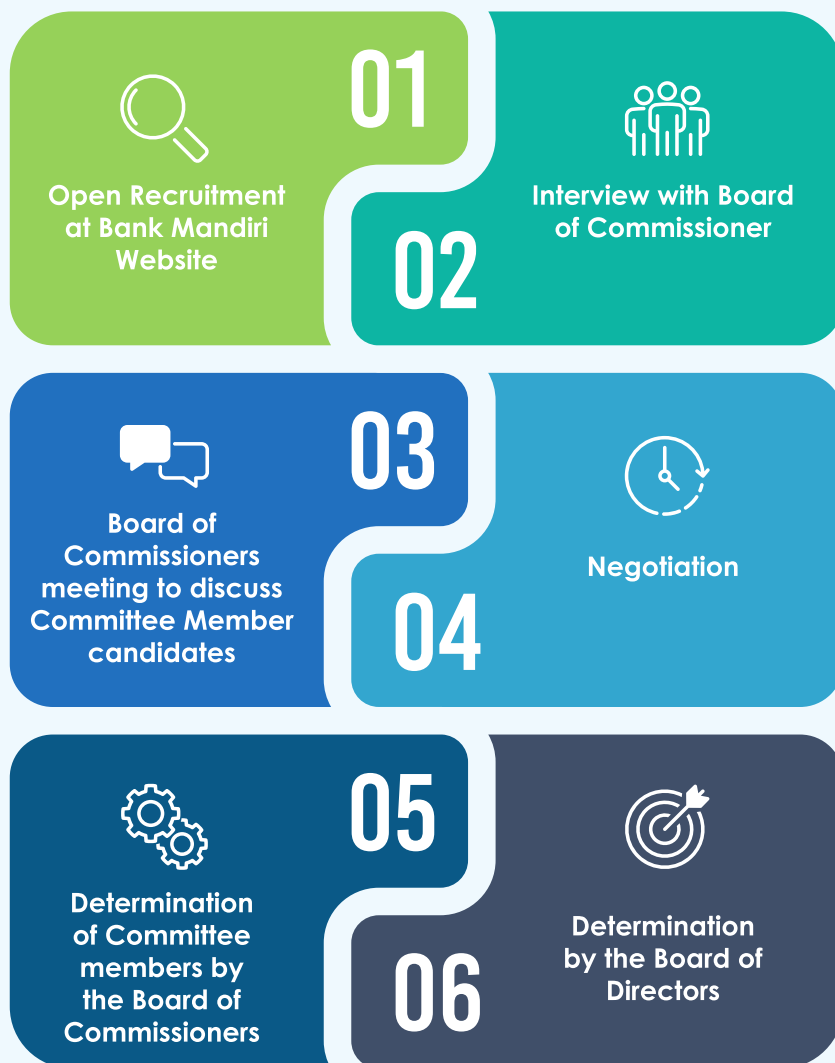 01
Open Recruitment
at Bank Mandiri
Website
02
Interview with Board
of Commissioner
03
Board of
Commissioners
meeting to discuss
Committee Member
candidates
04
Negotiation
05
Determination
of Committee
members by
the Board of
Commissioners
06
Determination
by the Board of
Directors